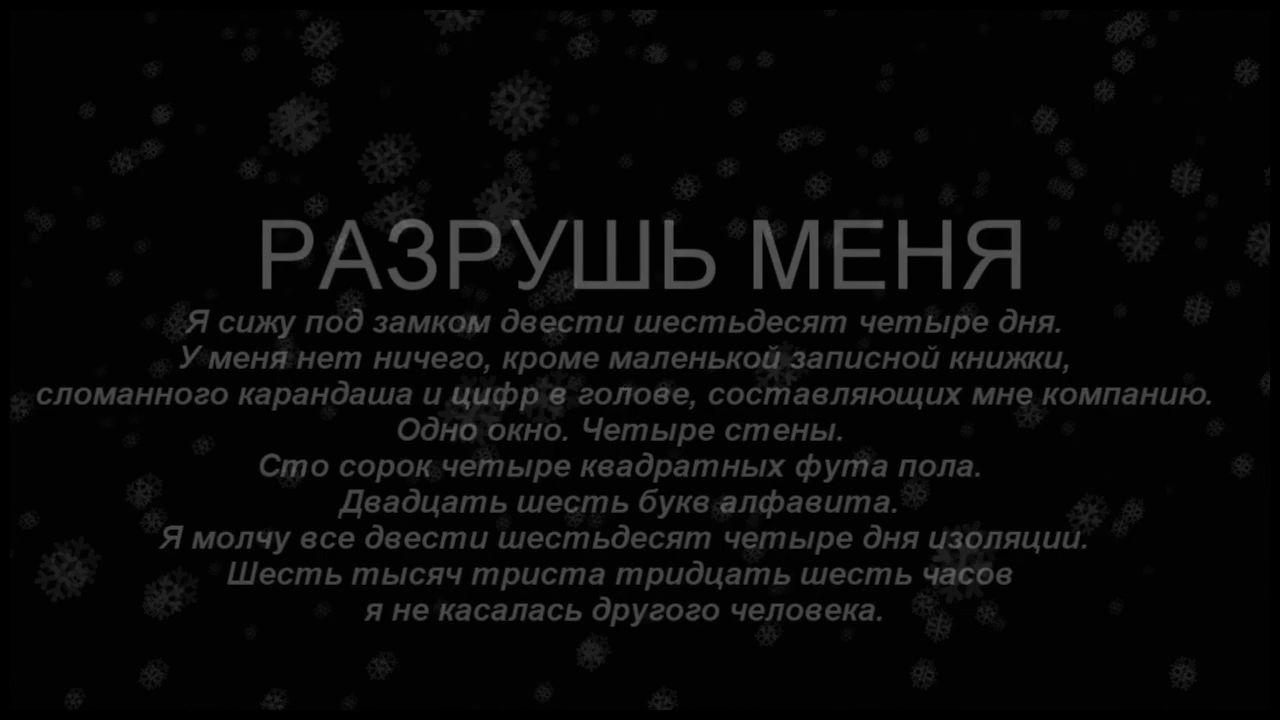 РАЗРУШЬ МЕНЯ
Я сижу под замком двести шестьдесят четыре дня.
У меня нет ничего, кроме маленькой записной книжки,
сломанного карандаша и цифр в голове, составляющих мне компанию.
Одно окно. Четыре стены.
Сто сорок четыре квадратных фута пола.
Двадцать шесть букв алфавита.
Я молчу все двести шестьдесят четыре дня изоляции.
Шесть тысяч триста тридцать шесть часов
я не касалась другого человека.